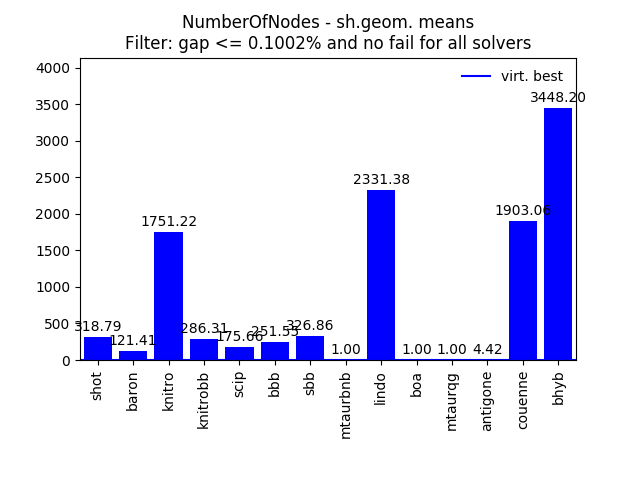 NumberOfNodes - sh.geom. means
Filter: gap <= 0.1002% and no fail for all solvers
virt. best
4000
3500
3000
2500
2000
1500
1000
500
0
318.79
121.41
1751.22
286.31
175.66
251.55
326.86
1.00
2331.38
1.00
1.00
4.42
1903.06
3448.20
shot
baron
knitro
knitrobb
scip
bbb
sbb
mtaurbnb
lindo
boa
mtaurqg
antigone
couenne
bhyb